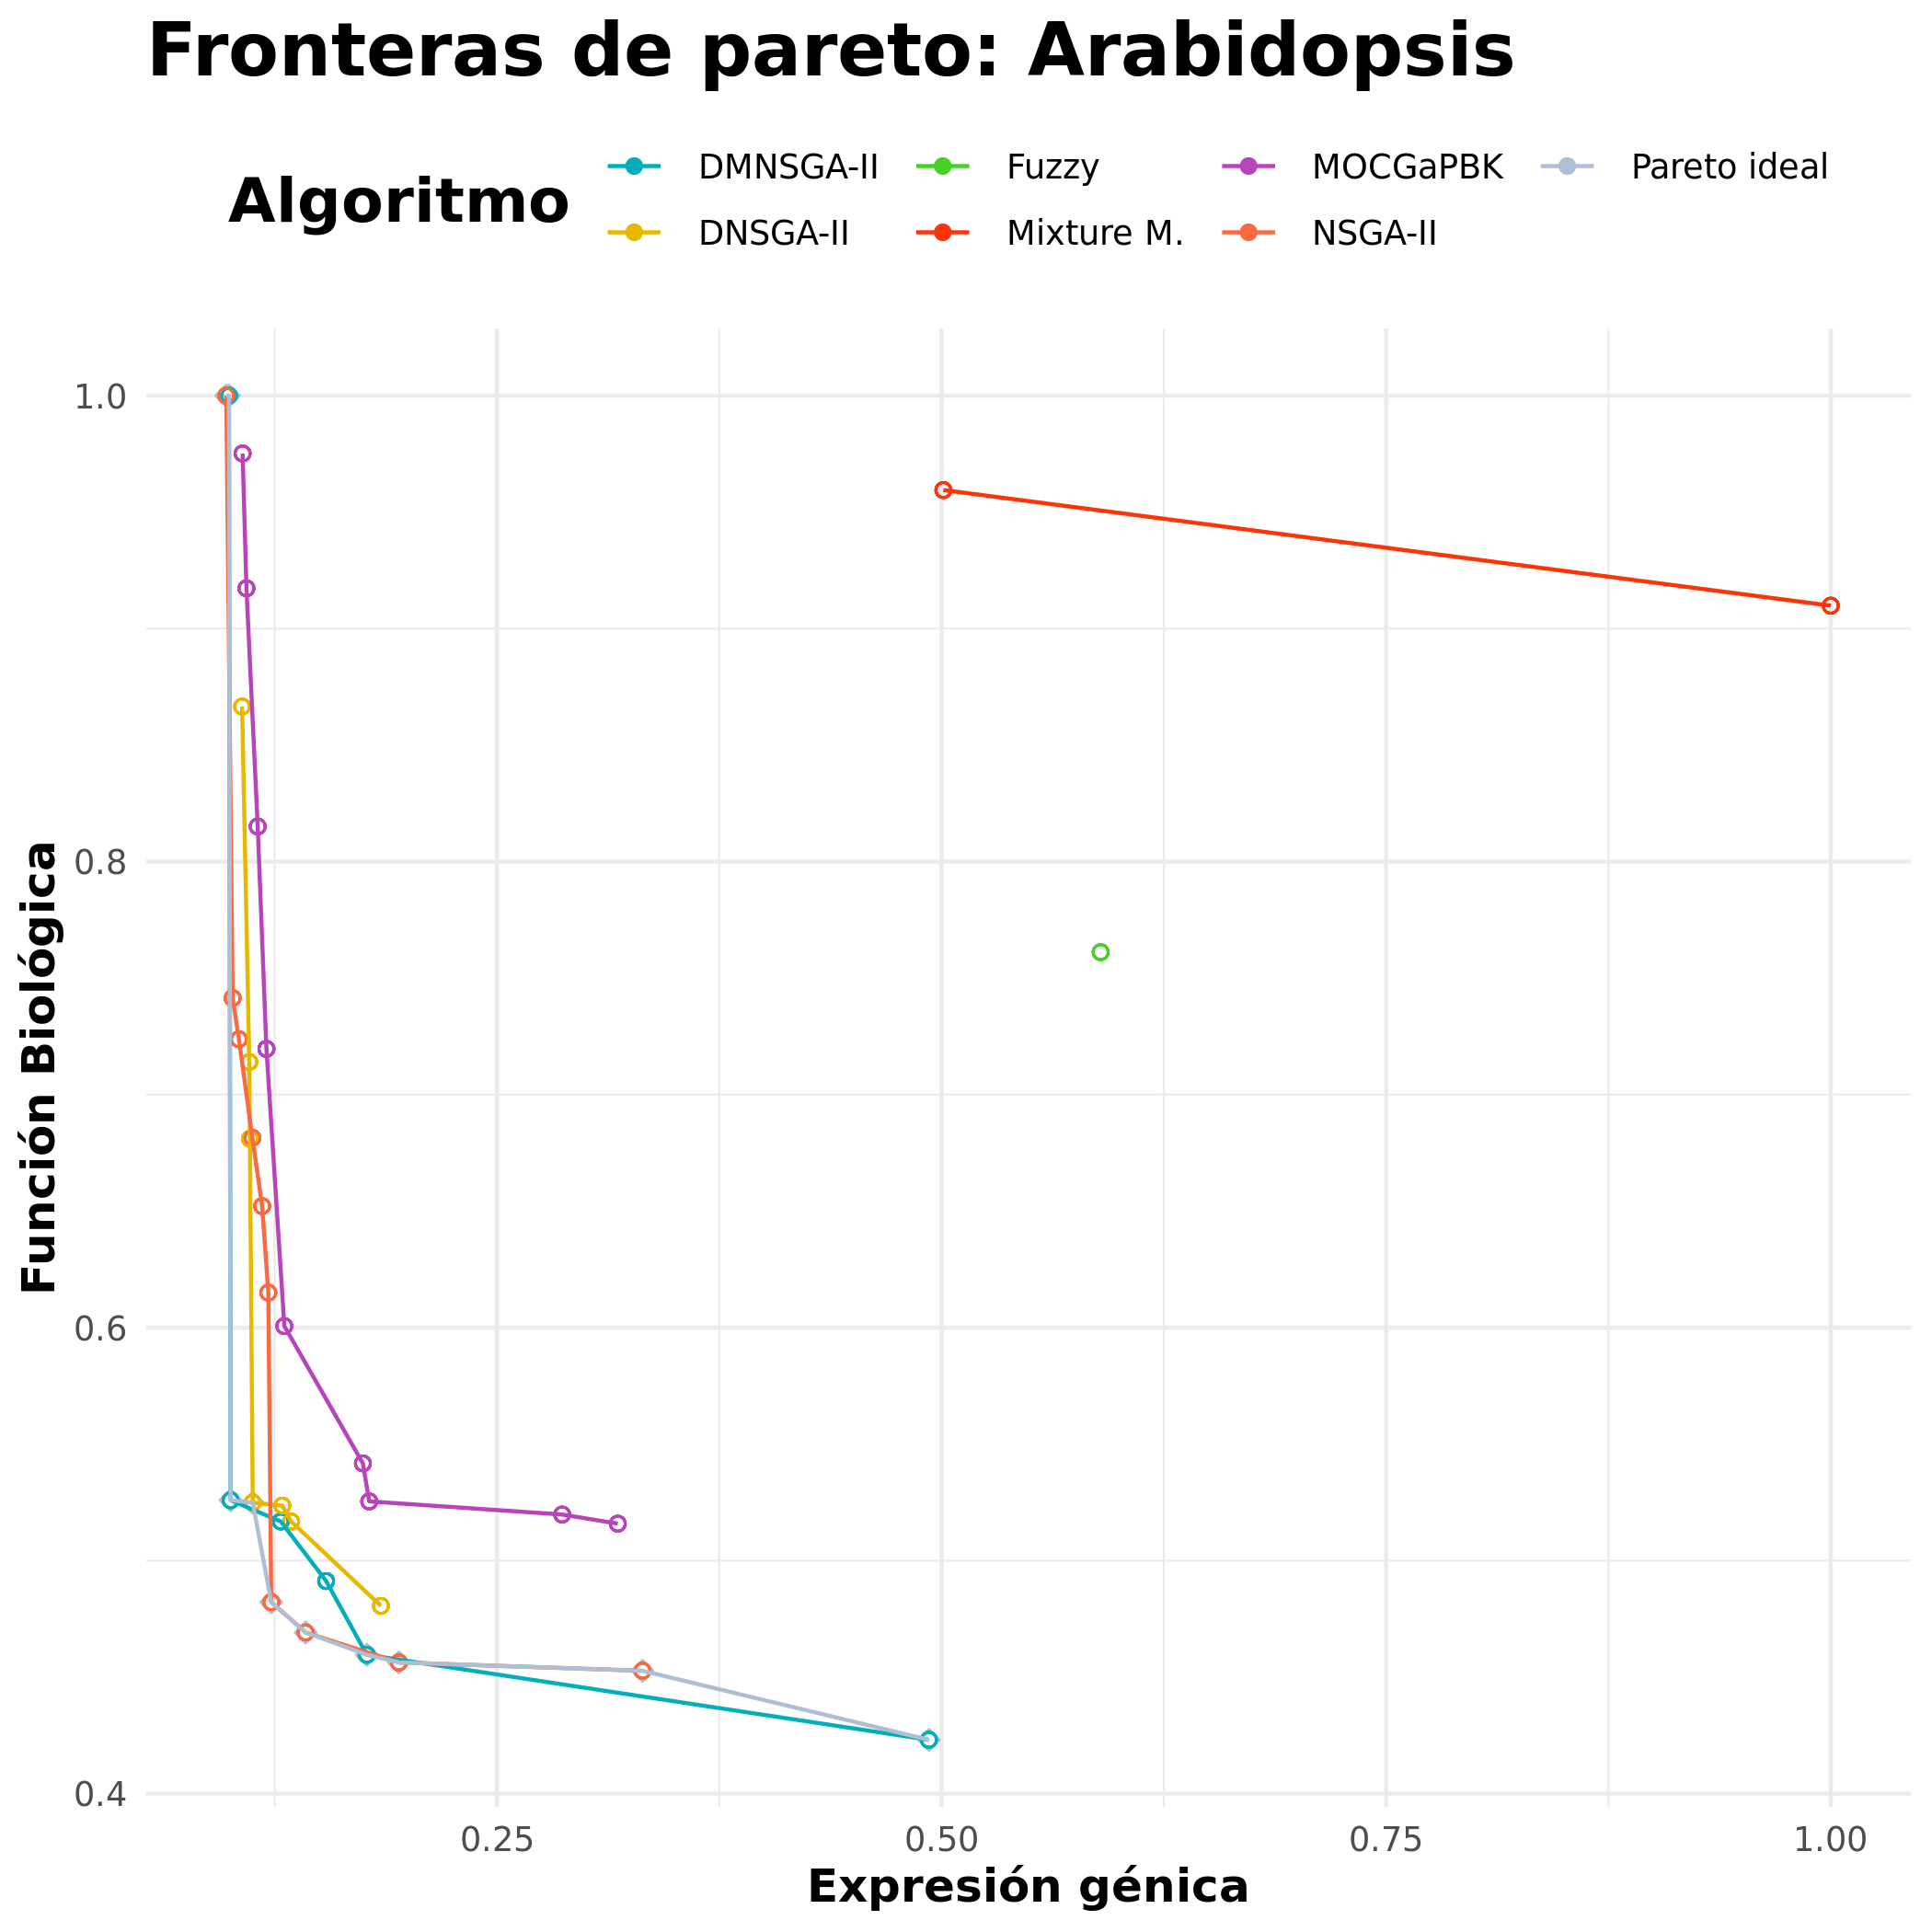 Fronteras de pareto: Arabidopsis
Algoritmo
DMNSGA-II
Fuzzy
MOCGaPBK
Pareto ideal
DNSGA-II
Mixture M.
NSGA-II
Función Biológica
1.0
0.8
0.6
0.4
0.25
0.50
0.75
1.00
Expresión génica